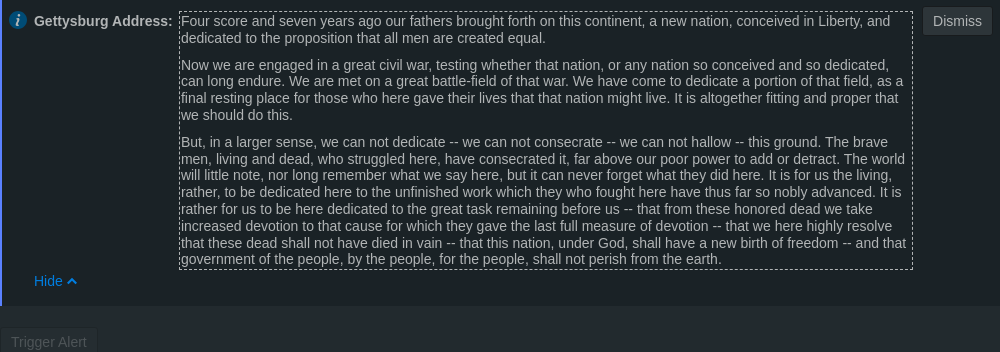 Gettysburg Address: Four score and seven years ago our fathers brought forth on this continent, a new nation, conceived in Liberty, and Dismiss
dedicated to the proposition that all men are created equal.
Now we are engaged in a great civil war, testing whether that nation, or any nation so conceived and so dedicated,
can long endure. We are met on a great battle-field of that war. We have come to dedicate a portion of that field, as a
final resting place for those who here gave their lives that that nation might live. It is altogether fitting and proper that
we should do this.
But, in a larger sense, we can not dedicate -- we can not consecrate -- we can not hallow -- this ground. The brave
men, living and dead, who struggled here, have consecrated it, far above our poor power to add or detract. The world
will little note, nor long remember what we say here, but it can never forget what they did here. It is for us the living,
rather, to be dedicated here to the unfinished work which they who fought here have thus far so nobly advanced. It is
rather for us to be here dedicated to the great task remaining before us -- that from these honored dead we take
increased devotion to that cause for which they gave the last full measure of devotion -- that we here highly resolve
that these dead shall not have died in vain -- that this nation, under God, shall have a new birth of freedom -- and that
government of the people, by the people, for the people, shall not perish from the earth.
Hide
Trigger Alert